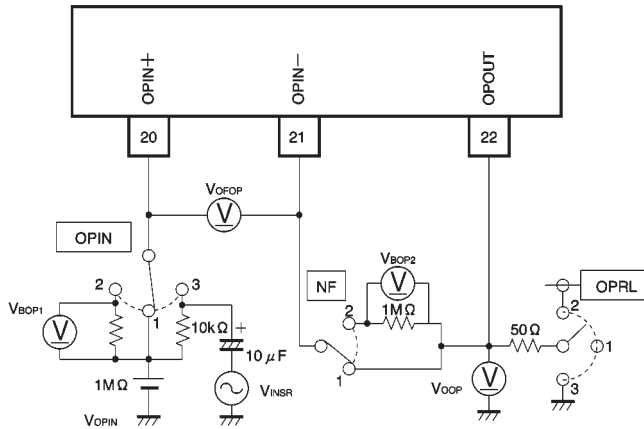 OPIN+
OPIN−
OPOUT
20
21
22
VOFOP
V
OPIN
VBOP2
V
NF
OPRL
2
3
1MΩ
2
2
VBOP1
V
1
10kΩ
+
50Ω
1
10 μF
1
VOOP
V
3
1MΩ
VINSR
VOPIN